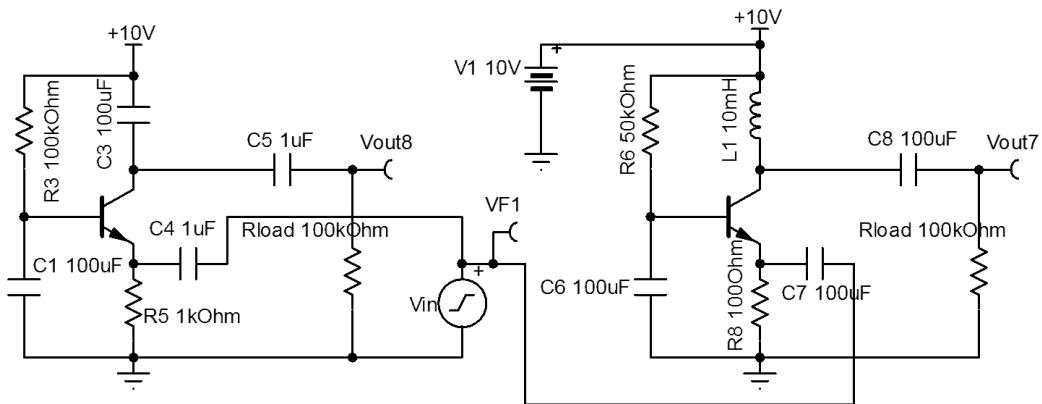 +10V
R3 100kOhm
C3 100uF
C5 1uF
Vout8
C4 1uF
Rload 100kOhm
C1 100uF
R5 1kOhm
Vin
+
VF1
V1 10V
+
+10V
R6 50kOhm
L1 10mH
C8 100uF
Vout7
Rload 100kOhm
C6 100uF
R8 100Ohm
C7 100uF